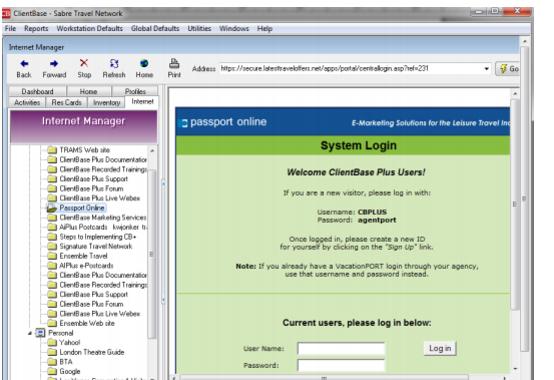 ClientBase - Sabre Travel Network
File Reports Workstation Defaults Global Defaults Utilities Windows Help
Internet Manager
Back Forward Stop Refresh Home Print Address https://secure.latesttraveloffers.net/apps/portal/centrallogin.asp?ref=231 Go
Dashboard Home Profiles
Activities Res Cards Inventory Internet
Internet Manager
TRAMS Web site
ClientBase Plus Documentation
ClientBase Recorded Trainings
ClientBase Plus Support
ClientBase Plus Forum
ClientBase Plus Live Webex
Passport Online
ClientBase Marketing Services
AiPlus Postcards kwjonker tra
Steps to Implementing CB+
Signature Travel Network
Ensemble Travel
AIPlus e-Postcards
ClientBase Plus Documentation
ClientBase Recorded Trainings
ClientBase Plus Support
ClientBase Plus Forum
ClientBase Plus Live Webex
Ensemble Web site
Personal
Yahoo!
London Theatre Guide
BTA
Google
passport online
E-Marketing Solutions for the Leisure Travel Ind
System Login
Welcome ClientBase Plus Users!
If you are a new visitor, please log in with:
Username: CBPLUS
Password: agentport
Once logged in, please create a new ID
for yourself by clicking on the "Sign Up" link.
Note: If you already have a VacationPORT login through your agency,
use that username and password instead.
Current users, please log in below:
User Name:
Log in
Password: